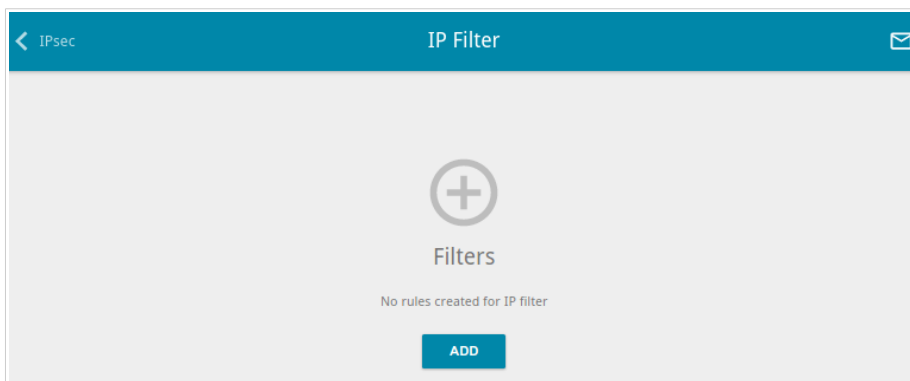 IPsec
IP Filter
Filters
No rules created for IP filter
ADD